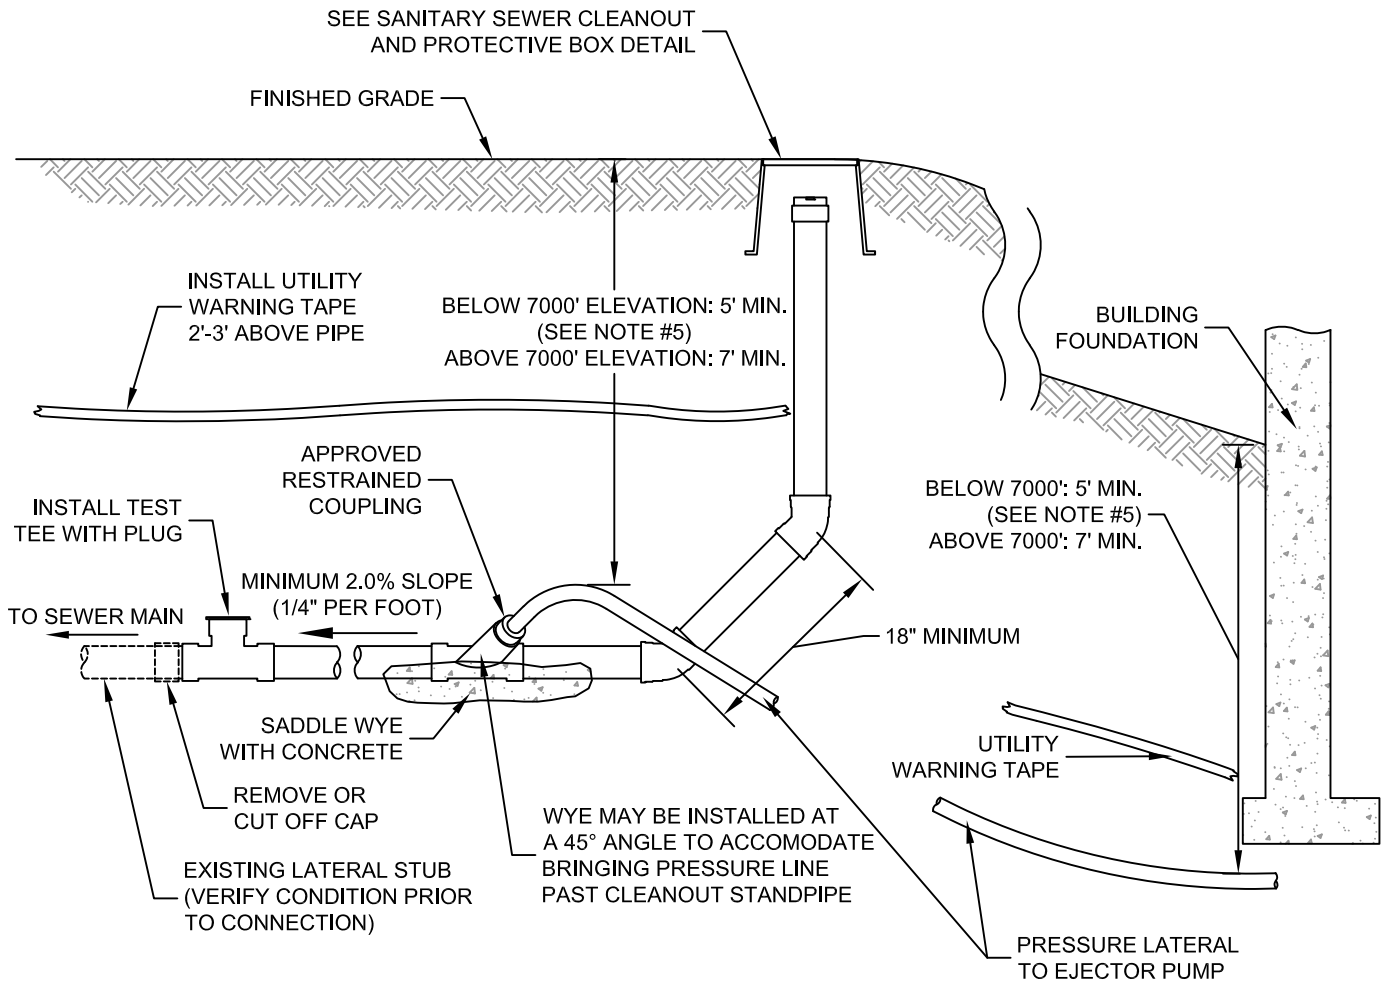 SEE SANITARY SEWER CLEANOUT
AND PROTECTIVE BOX DETAIL
FINISHED GRADE
INSTALL UTILITY
WARNING TAPE
2'-3' ABOVE PIPE
BELOW 7000' ELEVATION: 5' MIN.
(SEE NOTE #5)
ABOVE 7000' ELEVATION: 7' MIN.
BUILDING
FOUNDATION
APPROVED
RESTRAINED
COUPLING
INSTALL TEST
TEE WITH PLUG
BELOW 7000': 5' MIN.
(SEE NOTE #5)
ABOVE 7000': 7' MIN.
MINIMUM 2.0% SLOPE
(1/4" PER FOOT)
TO SEWER MAIN
18" MINIMUM
SADDLE WYE
WITH CONCRETE
UTILITY
WARNING TAPE
REMOVE OR
CUT OFF CAP
WYE MAY BE INSTALLED AT
A 45° ANGLE TO ACCOMODATE
BRINGING PRESSURE LINE
PAST CLEANOUT STANDPIPE
EXISTING LATERAL STUB
(VERIFY CONDITION PRIOR
TO CONNECTION)
PRESSURE LATERAL
TO EJECTOR PUMP